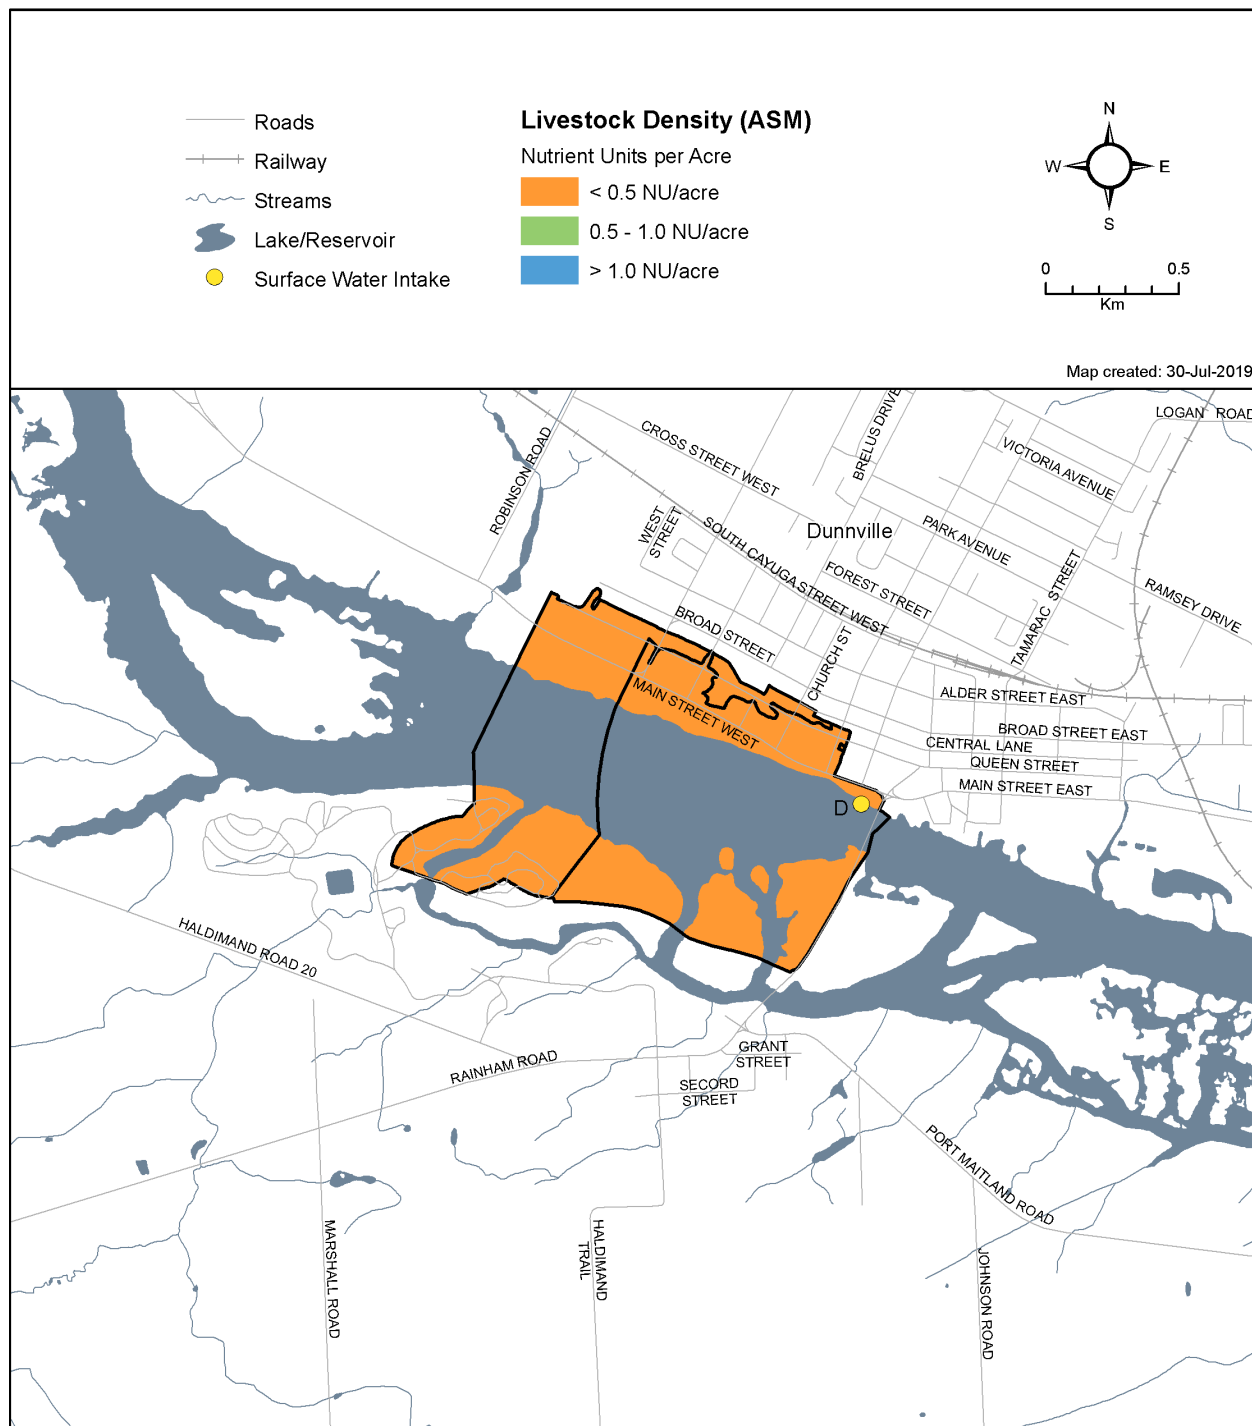 Roads
Railway
Streams
Lake/Reservoir
Surface Water Intake
Livestock Density (ASM)
Nutrient Units per Acre
< 0.5 NU/acre
0.5 - 1.0 NU/acre
> 1.0 NU/acre
N
W
E
S
0
0.5
Km
Map created: 30-Jul-2019
LOGAN ROAD
BRELUS DRIVE
CROSS STREET WEST
VICTORIA AVENUE
ROBINSON ROAD
WEST
STREET
SOUTH CAYUGA STREET WEST
Dunnville
PARK AVENUE
FOREST STREET
TAMARAC STREET
RAMSEY DRIVE
BROAD STREET
CHURCH ST
MAIN STREET WEST
ALDER STREET EAST
BROAD STREET EAST
CENTRAL LANE
QUEEN STREET
MAIN STREET EAST
D
HALDIMAND ROAD 20
RAINHAM ROAD
GRANT
STREET
SECORD
STREET
PORT MAITLAND ROAD
MARSHALL ROAD
HALDIMAND
TRAIL
JOHNSON ROAD